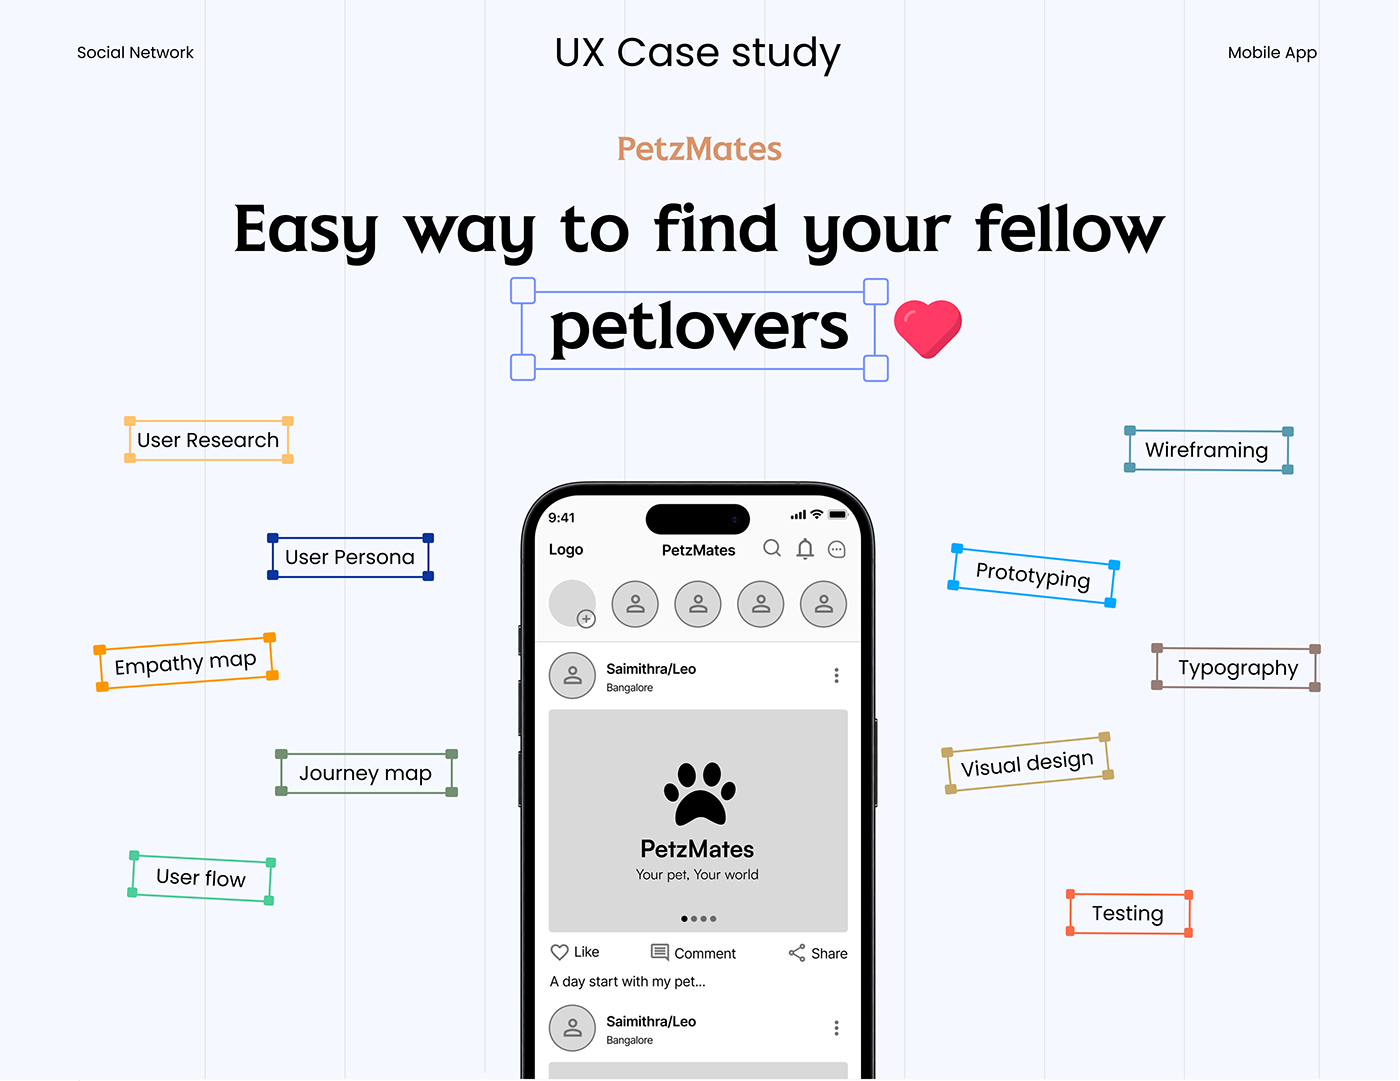 Social Network
UX Case study
Mobile App
PetzMates
Easy way to find your fellow
petlovers
User Research
User Persona
Empathy map
Journey map
User flow
Wireframing
Prototyping
Typography
Visual design
Testing
9:41
Logo
PetzMates
Saimithra/Leo
Bangalore
PetzMates
Your pet, Your world
Like
Comment
Share
A day start with my pet...
Saimithra/Leo
Bangalore